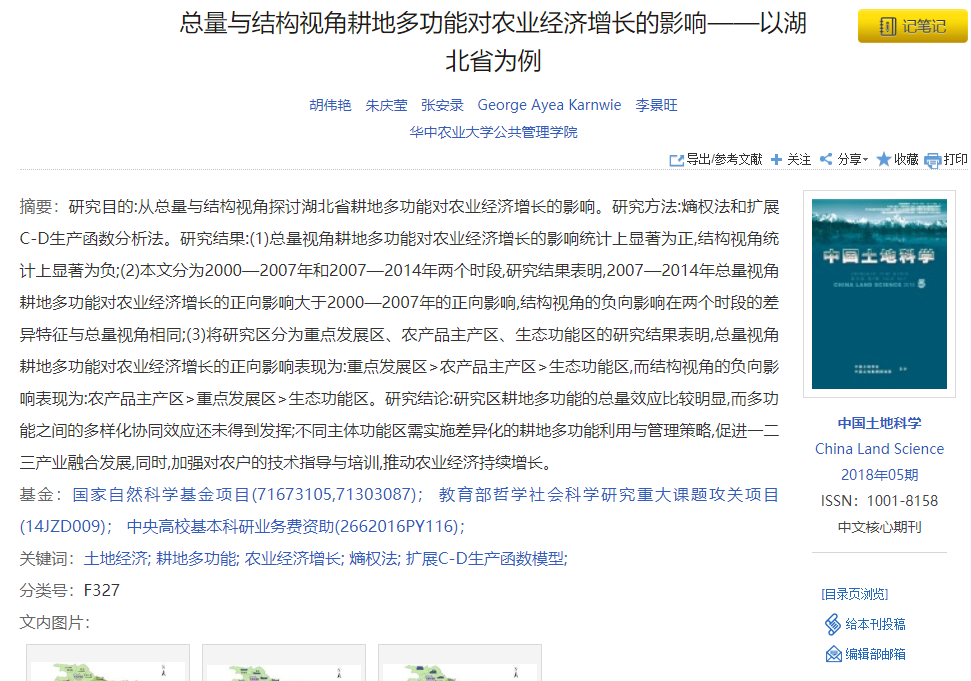 总量与结构视角耕地多功能对农业经济增长的影响——以湖
北省为例
记笔记
胡伟艳 朱庆莹 张安录 George Ayea Karnwie 李景旺
华中农业大学公共管理学院
导出/参考文献 关注 分享 收藏 打印
摘要：研究目的:从总量与结构视角探讨湖北省耕地多功能对农业经济增长的影响。研究方法:熵权法和扩展
C-D生产函数分析法。研究结果:(1)总量视角耕地多功能对农业经济增长的影响统计上显著为正,结构视角统
计上显著为负;(2)本文分为2000—2007年和2007—2014年两个时段,研究结果表明,2007—2014年总量视角
耕地多功能对农业经济增长的正向影响大于2000—2007年的正向影响,结构视角的负向影响在两个时段的差
异特征与总量视角相同;(3)将研究区分为重点发展区、农产品主产区、生态功能区的研究结果表明,总量视角
耕地多功能对农业经济增长的正向影响表现为:重点发展区>农产品主产区>生态功能区,而结构视角的负向影
响表现为:农产品主产区>重点发展区>生态功能区。研究结论:研究区耕地多功能的总量效应比较明显,而多功
能之间的多样化协同效应还未得到发挥;不同主体功能区需实施差异化的耕地多功能利用与管理策略,促进一二
三产业融合发展,同时,加强对农户的技术指导与培训,推动农业经济持续增长。
基金：国家自然科学基金项目(71673105,71303087)； 教育部哲学社会科学研究重大课题攻关项目
(14JZD009)； 中央高校基本科研业务费资助(2662016PY116)；
关键词：土地经济; 耕地多功能; 农业经济增长; 熵权法; 扩展C-D生产函数模型;
分类号：F327
文内图片：
中国土地科学
CHINA LAND SCIENCE
5
中国土地科学
China Land Science
2018年05期
ISSN：1001-8158
中文核心期刊
[目录页浏览]
给本刊投稿
编辑部邮箱